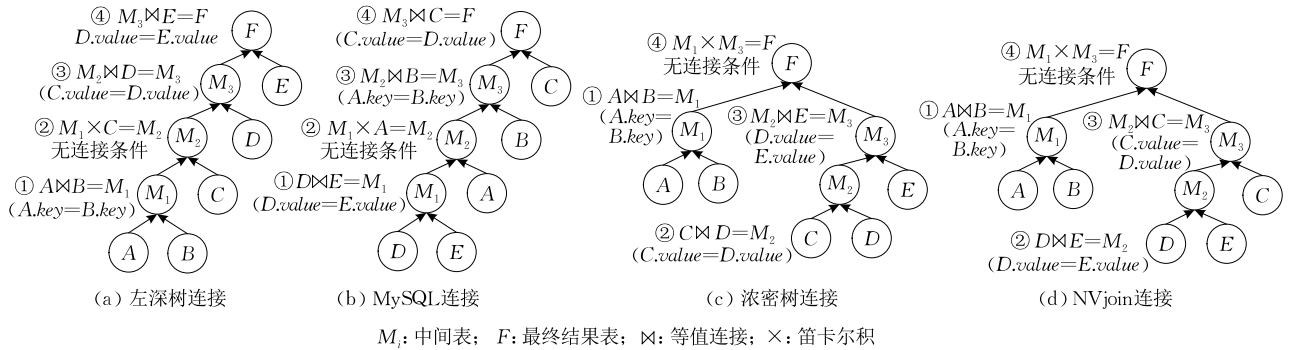 ④ M₃⋈E=F
D.value=E.value
F
③ M₂⋈D=M₃
(C.value=D.value)
M₃
E
② M₁×C=M₂
无连接条件
M₂
D
① A⋈B=M₁
(A.key=B.key)
M₁
C
A
B
(a) 左深树连接
④ M₃⋈C=F
(C.value=D.value)
F
③ M₂⋈B=M₃
(A.key=B.key)
M₃
C
② M₁×A=M₂
无连接条件
M₂
B
①D⋈E=M₁
(D.value=E.value)
M₁
A
D
E
(b) MySQL连接
④ M₁×M₃=F
无连接条件
F
① A⋈B=M₁
(A.key=
B.key)
M₁
③ M₂⋈E=M₃
(D.value=
E.value)
M₃
A
B
M₂
E
② C⋈D=M₂
(C.value=D.value)
C
D
(c) 浓密树连接
④ M₁×M₃=F
无连接条件
F
①A⋈B=M₁
(A.key=
B.key)
M₁
③ M₂⋈C=M₃
(C.value=
D.value)
M₃
A
B
M₂
C
② D⋈E=M₂
(D.value=E.value)
D
E
(d) NVjoin连接
Mᵢ: 中间表; F: 最终结果表; ⋈: 等值连接; ×: 笛卡尔积